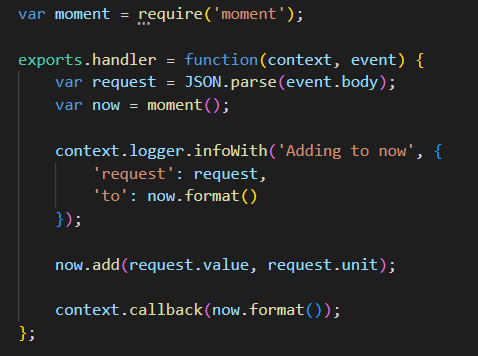 var moment = require('moment');
exports.handler = function(context, event) {
    var request = JSON.parse(event.body);
    var now = moment();
    context.logger.infoWith('Adding to now', {
        'request': request,
        'to': now.format()
    });
    now.add(request.value, request.unit);
    context.callback(now.format());
};